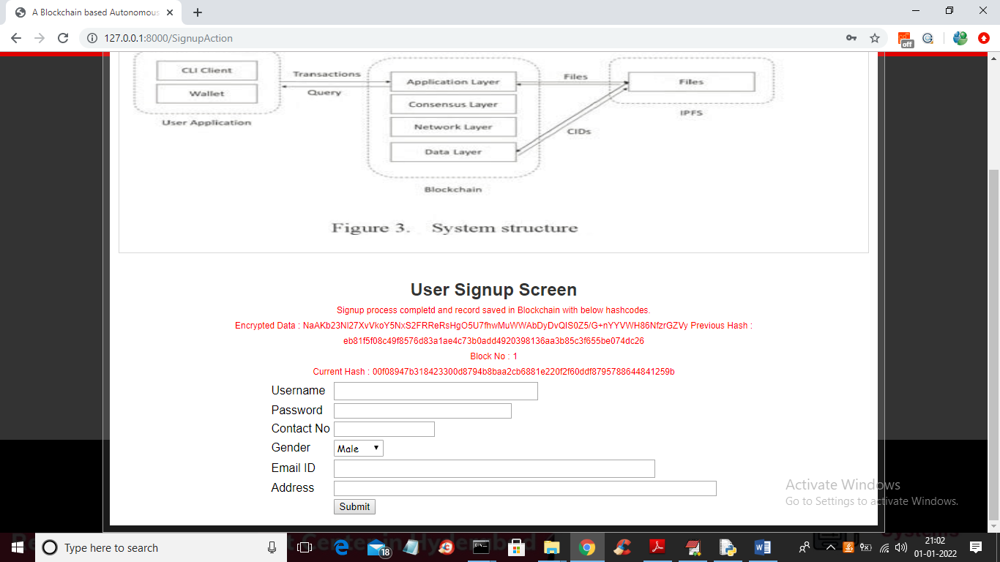 A Blockchain based Autonomous
127.0.0.1:8000/SignupAction
off
CLI Client
Wallet
User Application
Transactions
Query
Application Layer
Consensus Layer
Network Layer
Data Layer
Blockchain
Files
CIDs
Files
IPFS
Figure 3. System structure
User Signup Screen
Signup process completd and record saved in Blockchain with below hashcodes.
Encrypted Data : NaAKb23NI27XvVkoY5NxS2FRReRsHgO5U7fhwMuWWAbDyDvQIS0Z5/G+nYYVWH86NfzrGZVy Previous Hash :
eb81f5f08c49f8576d83a1ae4c73b0add4920398136aa3b85c3f655be074dc26
Block No : 1
Current Hash : 00f08947b318423300d8794b8baa2cb6881e220f2f60ddf8795788644841259b
Username
Password
Contact No
Gender
Male
Email ID
Address
Submit
Activate Windows
Go to Settings to activate Windows.
Type here to search
18
21:02
01-01-2022